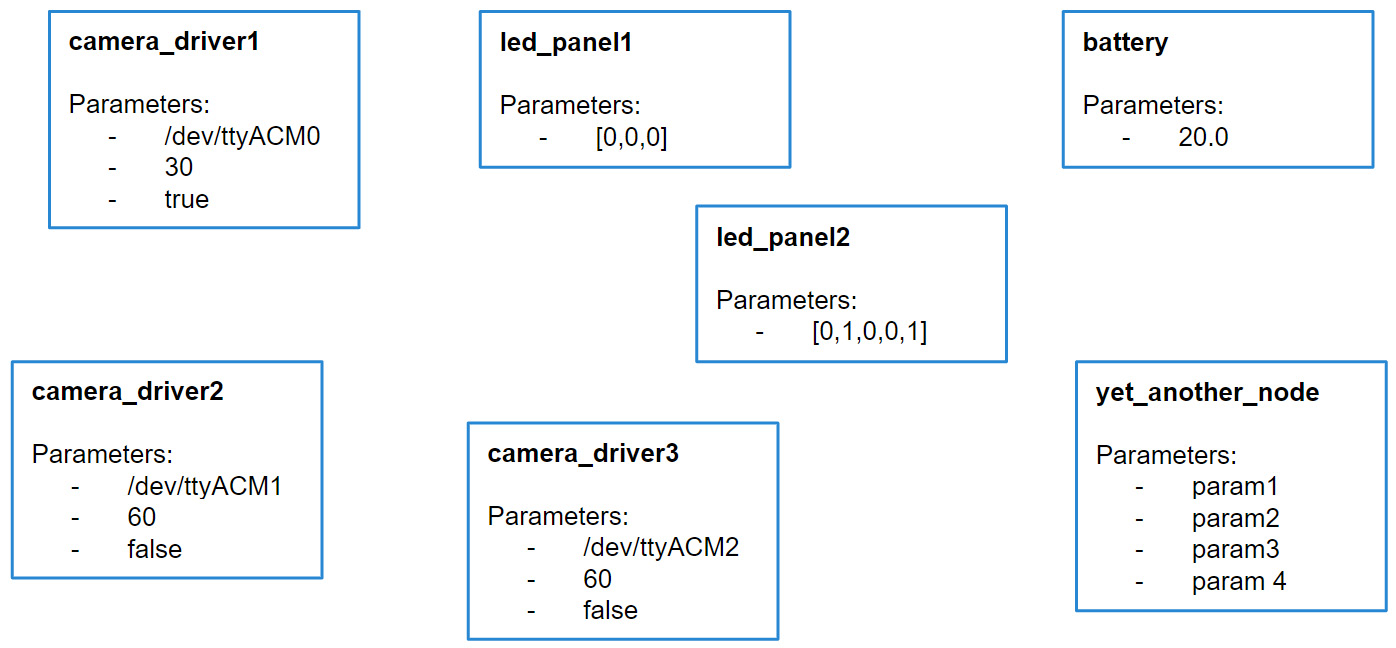 camera_driver1
Parameters:
- /dev/ttyACM0
- 30
- true
led_panel1
Parameters:
- [0,0,0]
battery
Parameters:
- 20.0
led_panel2
Parameters:
- [0,1,0,0,1]
camera_driver2
Parameters:
- /dev/ttyACM1
- 60
- false
camera_driver3
Parameters:
- /dev/ttyACM2
- 60
- false
yet_another_node
Parameters:
- param1
- param2
- param3
- param 4